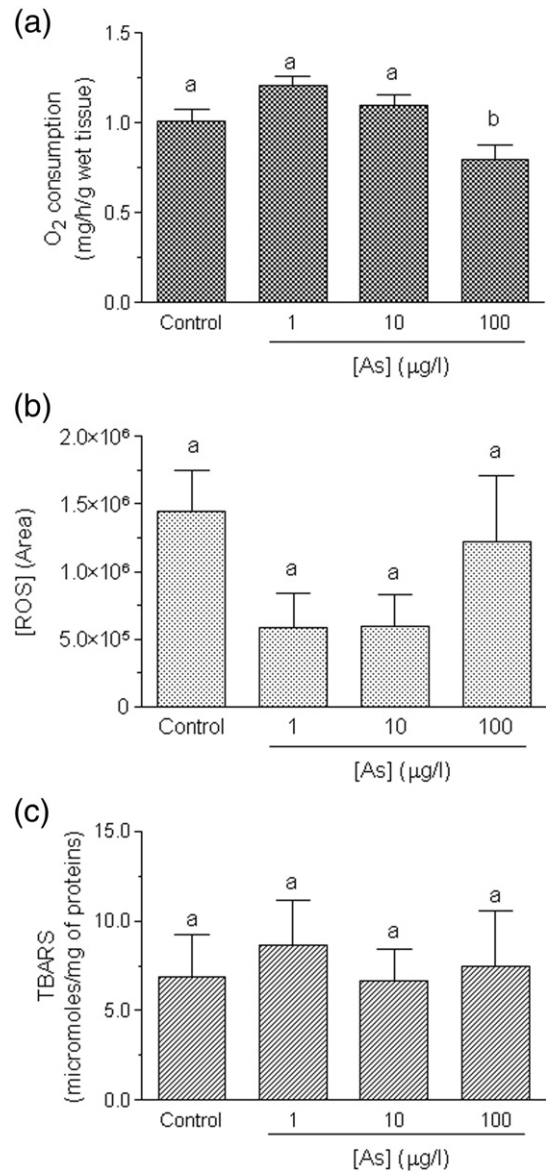 (a)
O₂ consumption
(mg/h/g wet tissue)
1.5
1.0
0.5
0.0
a
a
a
b
Control
1
10
100
[As] (μg/l)
(b)
[ROS] (Area)
2.0×10⁶
1.5×10⁶
1.0×10⁶
5.0×10⁵
0
a
a
a
a
Control
1
10
100
[As] (μg/l)
(c)
TBARS
(micromoles/mg of proteins)
15.0
10.0
5.0
0.0
a
a
a
a
Control
1
10
100
[As] (μg/l)